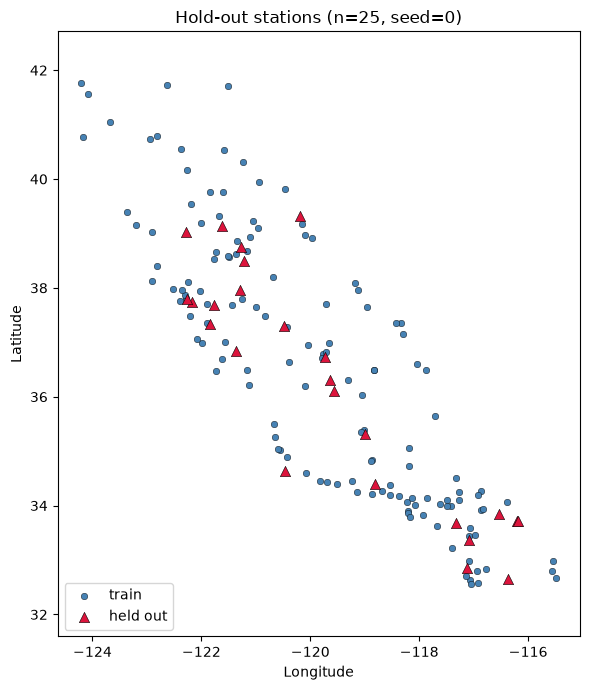 Hold-out stations (n=25, seed=0)
Latitude
42
40
38
36
34
32
train
held out
−124
−122
−120
−118
−116
Longitude